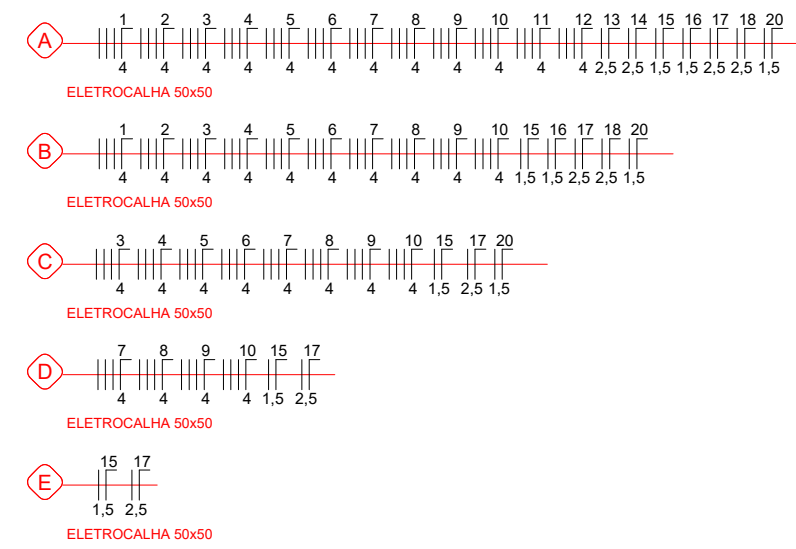 1 2 3 4 5 6 7 8 9 10 11 12 13 14 15 16 17 18 20
A
4 4 4 4 4 4 4 4 4 4 4 4 2,5 2,5 1,5 1,5 2,5 2,5 1,5
ELETROCALHA 50x50
1 2 3 4 5 6 7 8 9 10 15 16 17 18 20
B
4 4 4 4 4 4 4 4 4 4 1,5 1,5 2,5 2,5 1,5
ELETROCALHA 50x50
3 4 5 6 7 8 9 10 15 17 20
C
4 4 4 4 4 4 4 4 1,5 2,5 1,5
ELETROCALHA 50x50
7 8 9 10 15 17
D
4 4 4 4 1,5 2,5
ELETROCALHA 50x50
15 17
E
1,5 2,5
ELETROCALHA 50x50